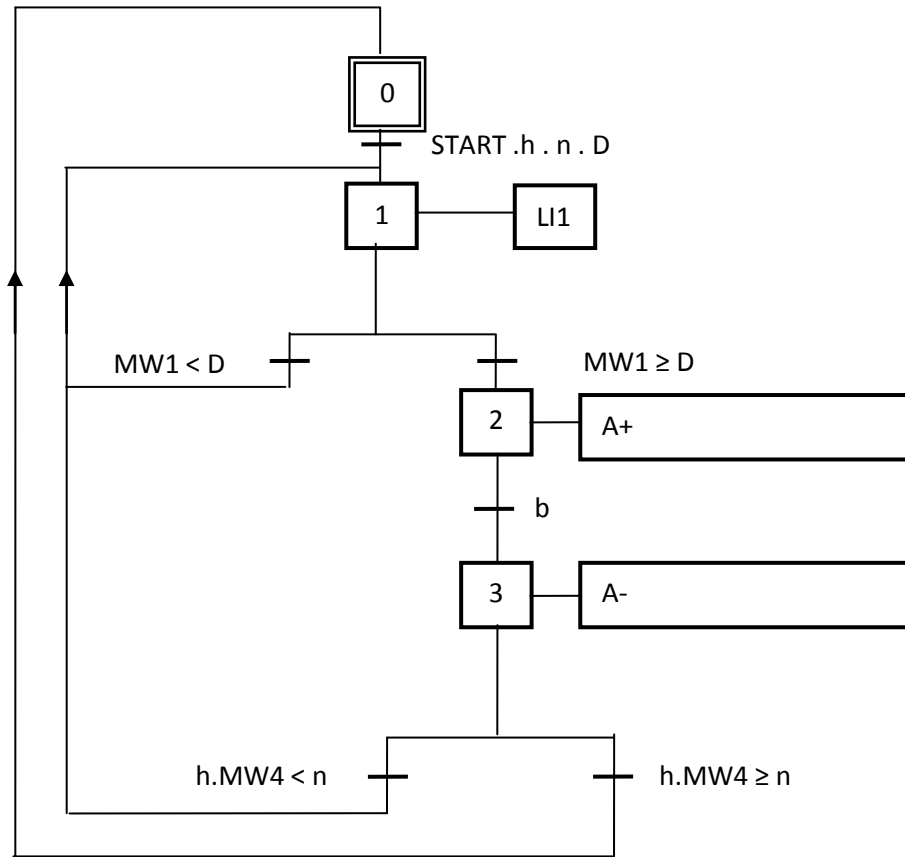 0
START .h . n . D
1
LI1
MW1 < D
MW1 ≥ D
2
A+
b
3
A-
h.MW4 < n
h.MW4 ≥ n